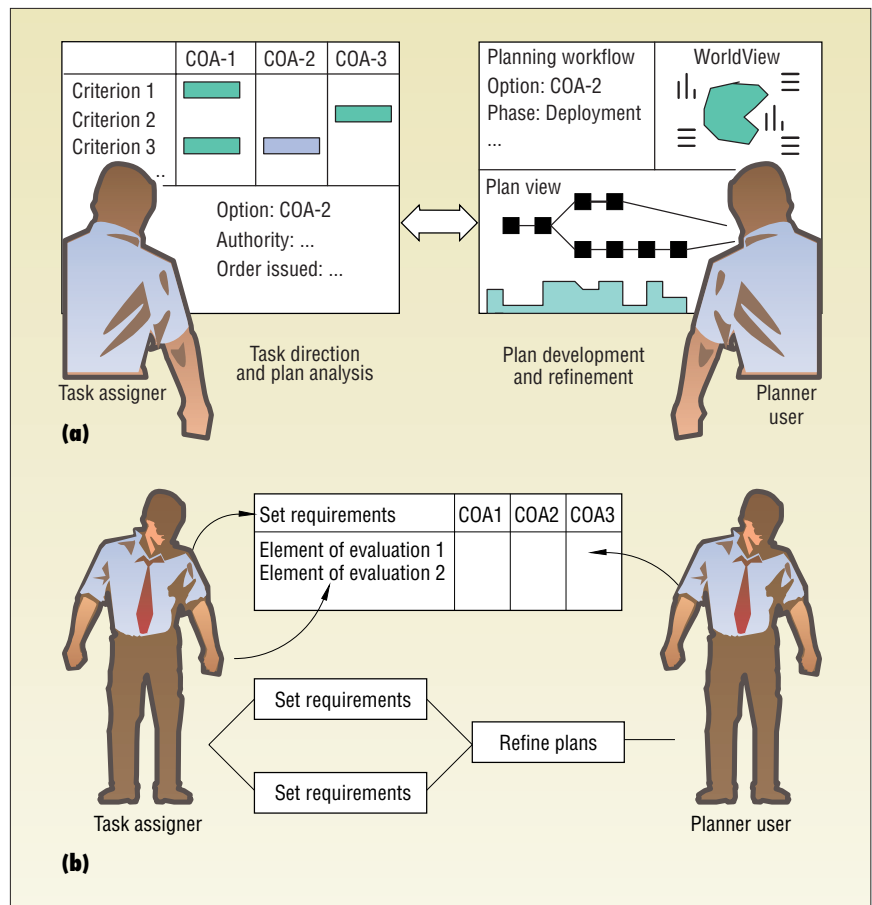 COA-1 COA-2 COA-3
Criterion 1
Criterion 2
Criterion 3
..
Option: COA-2
Authority: ...
Order issued: ...
Planning workflow
Option: COA-2
Phase: Deployment
...
WorldView
Plan view
Task direction
and plan analysis
Plan development
and refinement
Task assigner
Planner
user
(a)
Set requirements COA1 COA2 COA3
Element of evaluation 1
Element of evaluation 2
Set requirements
Refine plans
Set requirements
Task assigner
Planner user
(b)